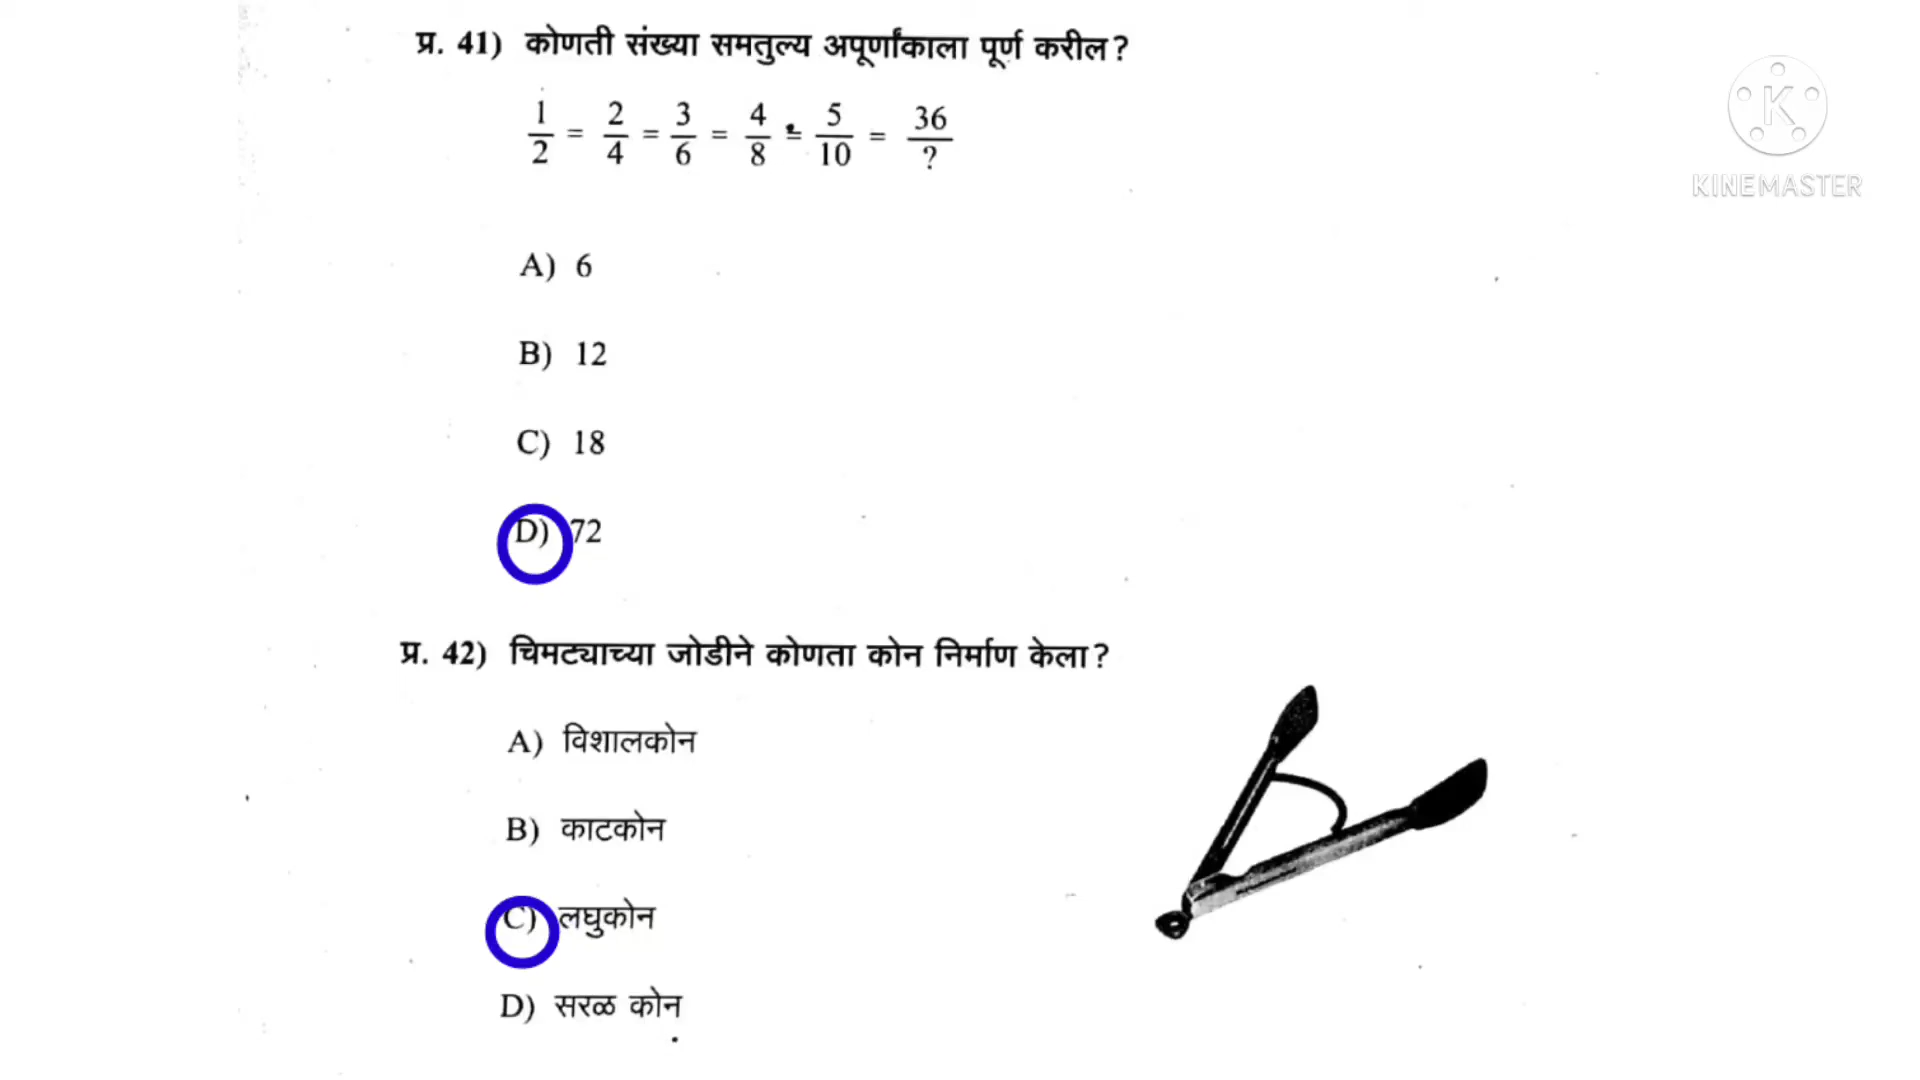 प्र. 41) कोणती संख्या समतुल्य अपूर्णांकाला पूर्ण करील?
1/2 = 2/4 = 3/6 = 4/8 = 5/10 = 36/?
A) 6
B) 12
C) 18
D) 72
प्र. 42) चिमट्याच्या जोडीने कोणता कोन निर्माण केला?
A) विशालकोन
B) काटकोन
C) लघुकोन
D) सरळ कोन
K
KINEMASTER